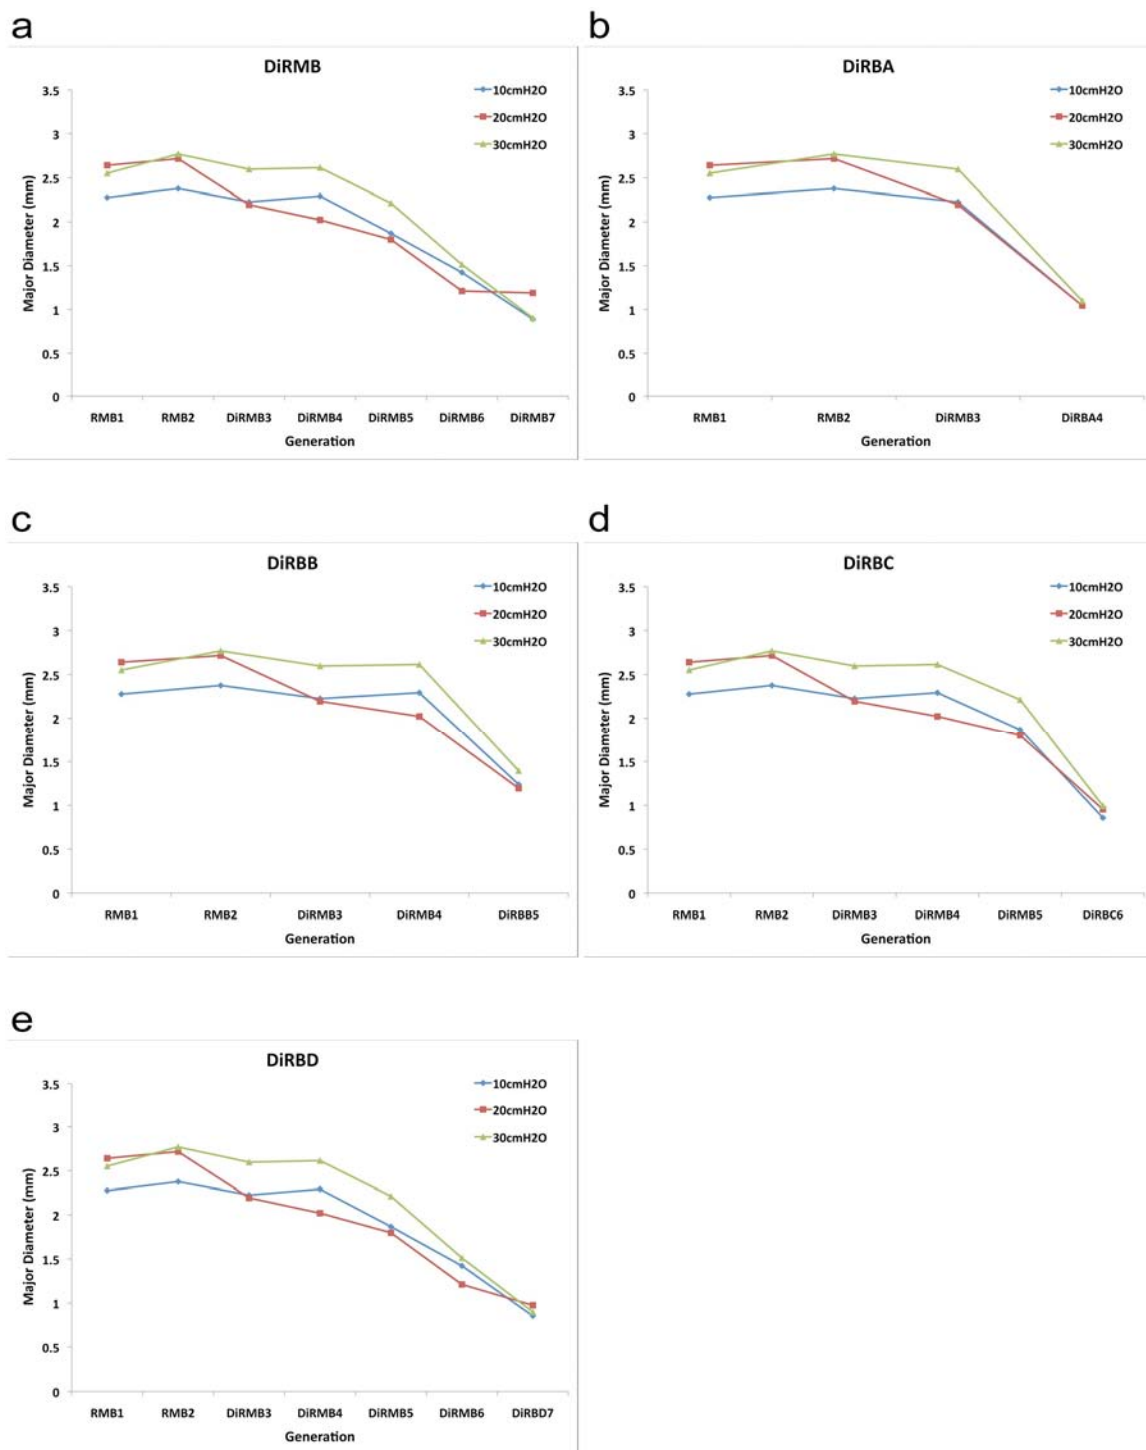 a
DiRMB
10cmH2O
20cmH2O
30cmH2O
3.5
3
2.5
2
1.5
1
0.5
0
Major Diameter (mm)
RMB1 RMB2 DiRMB3 DiRMB4 DiRMB5 DiRMB6 DiRMB7
Generation
b
DiRBA
10cmH2O
20cmH2O
30cmH2O
3.5
3
2.5
2
1.5
1
0.5
0
Major Diameter (mm)
RMB1 RMB2 DiRMB3 DiRBA4
Generation
c
DiRBB
10cmH2O
20cmH2O
30cmH2O
3.5
3
2.5
2
1.5
1
0.5
0
Major Diameter (mm)
RMB1 RMB2 DiRMB3 DiRMB4 DiRBB5
Generation
d
DiRBC
10cmH2O
20cmH2O
30cmH2O
3.5
3
2.5
2
1.5
1
0.5
0
Major Diameter (mm)
RMB1 RMB2 DiRMB3 DiRMB4 DiRMB5 DiRBC6
Generation
e
DiRBD
10cmH2O
20cmH2O
30cmH2O
3.5
3
2.5
2
1.5
1
0.5
0
Major Diameter (mm)
RMB1 RMB2 DiRMB3 DiRMB4 DiRMB5 DiRMB6 DiRBD7
Generation